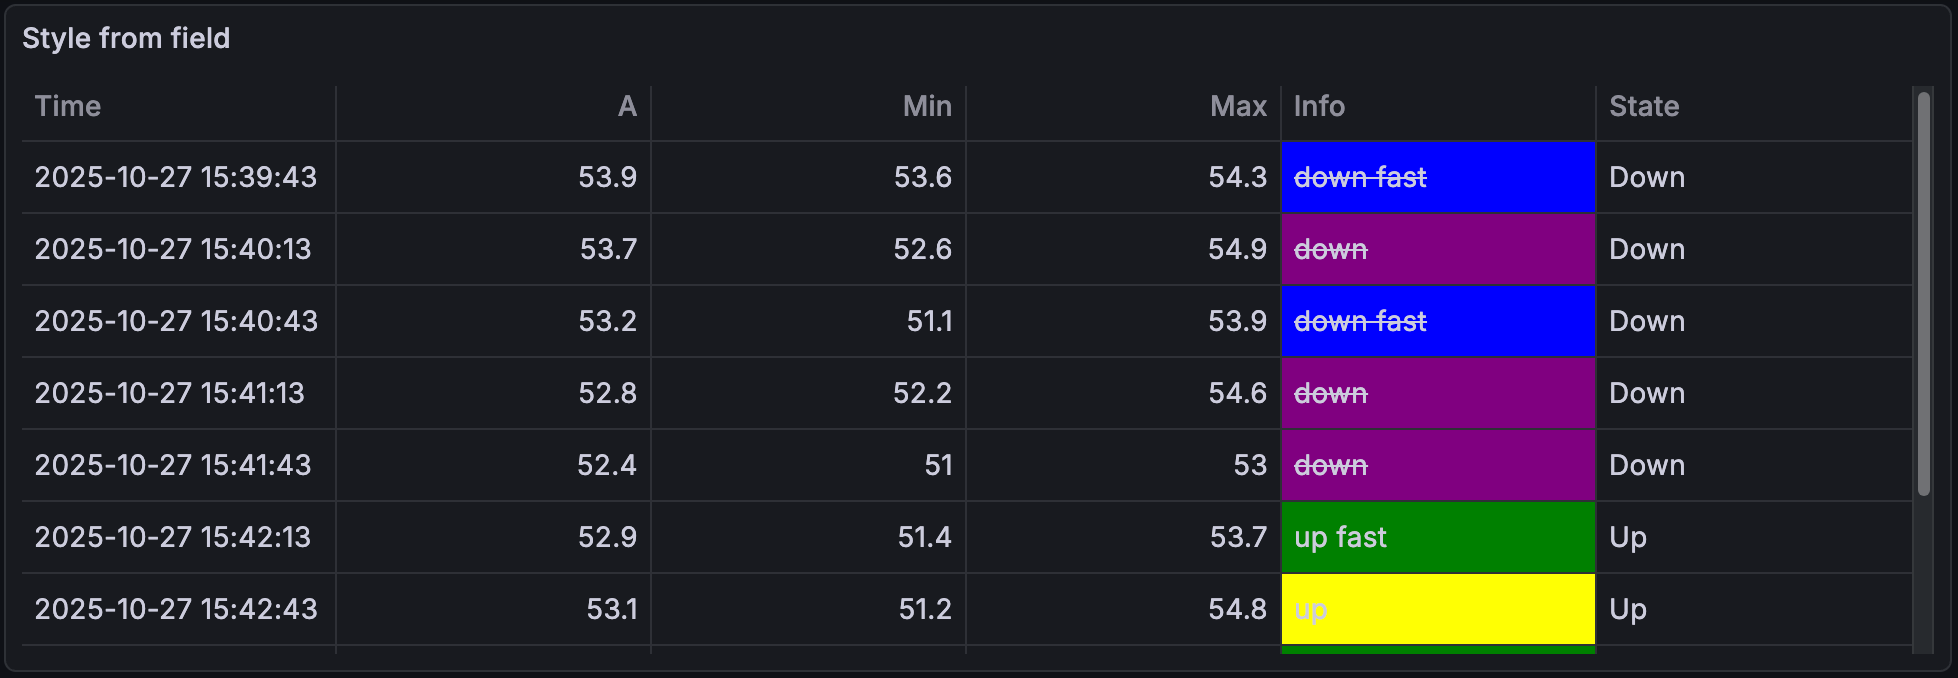 Style from field
Time A Min Max Info State
2025-10-27 15:39:43 53.9 53.6 54.3 down fast Down
2025-10-27 15:40:13 53.7 52.6 54.9 down Down
2025-10-27 15:40:43 53.2 51.1 53.9 down fast Down
2025-10-27 15:41:13 52.8 52.2 54.6 down Down
2025-10-27 15:41:43 52.4 51 53 down Down
2025-10-27 15:42:13 52.9 51.4 53.7 up fast Up
2025-10-27 15:42:43 53.1 51.2 54.8 up Up